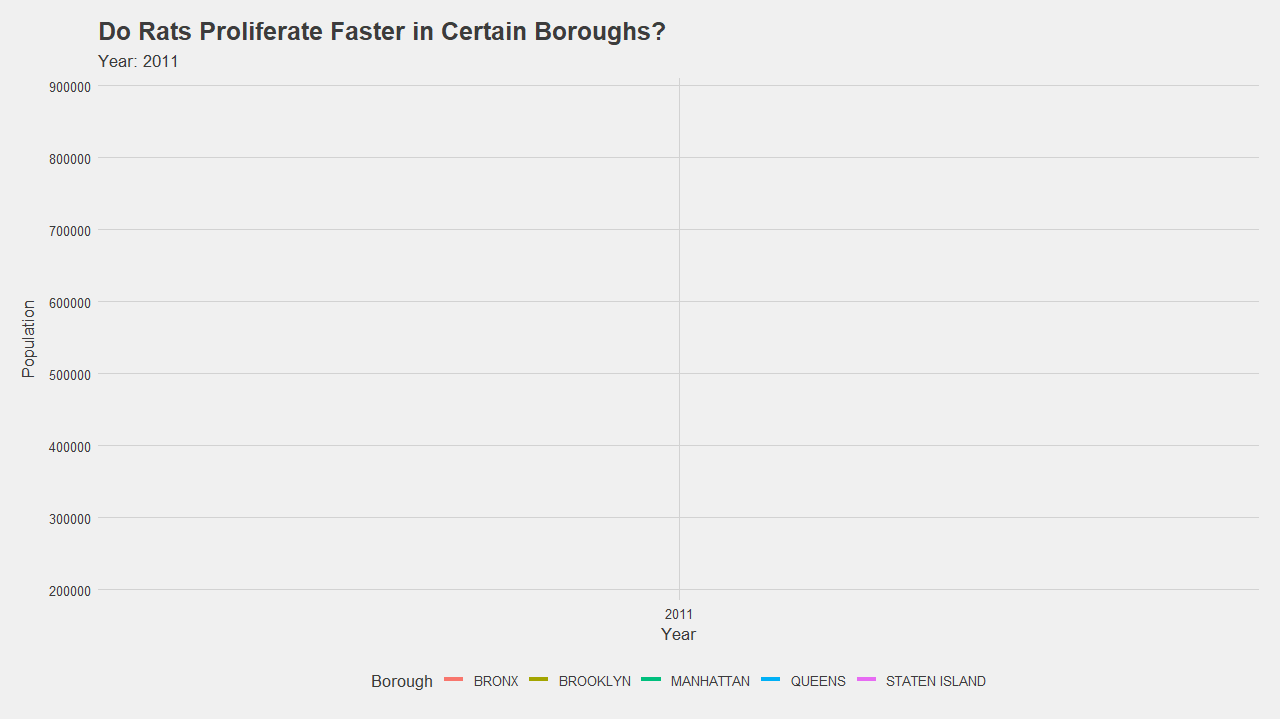 Do Rats Proliferate Faster in Certain Boroughs?
Year: 2011
900000
800000
700000
600000
500000
400000
300000
200000
Population
2011
Year
Borough BRONX BROOKLYN MANHATTAN QUEENS STATEN ISLAND